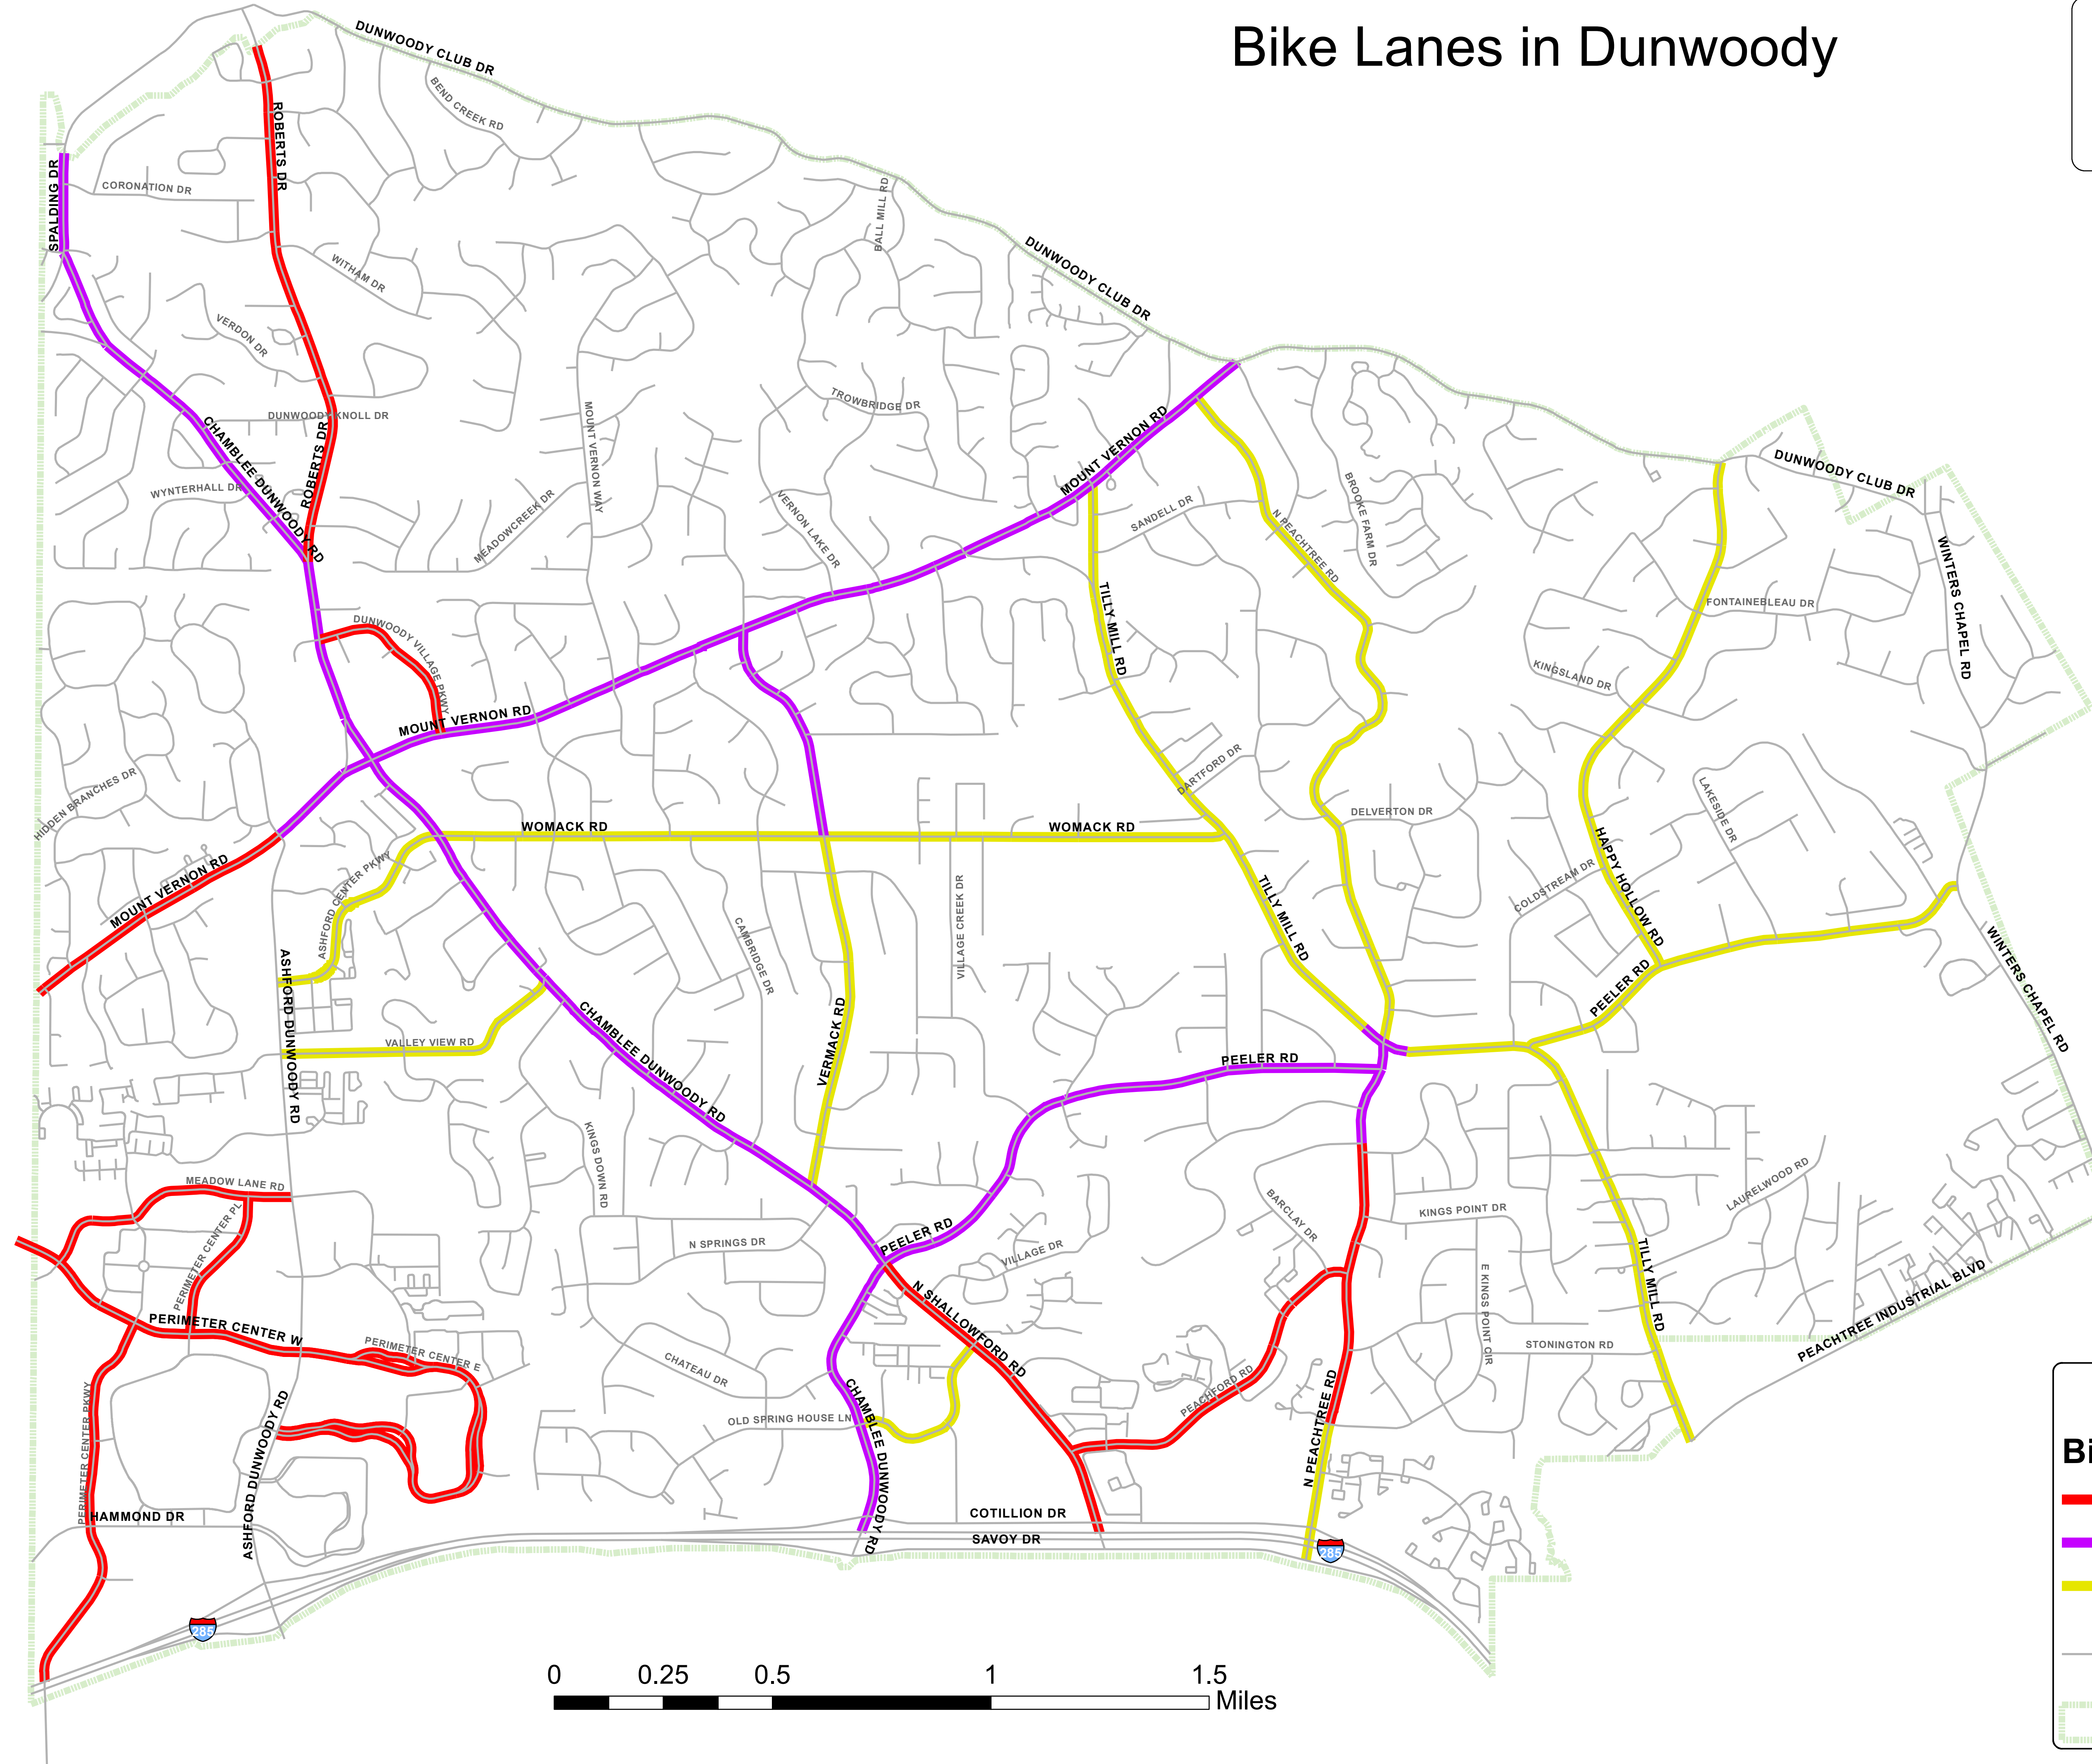 Bike Lanes in Dunwoody
DUNWOODY CLUB DR
BEND CREEK RD
ROBERTS DR
SPALDING DR
CORONATION DR
BALL MILL RD
WITHAM DR
DUNWOODY CLUB DR
VERDON DR
TROWBRIDGE DR
DUNWOODY KNOLL DR
CHAMBLEE DUNWOODY RD
ROBERTS DR
MOUNT VERNON WAY
MOUNT VERNON RD
WYNTERHALL DR
MEADOWCREEK DR
VERNON LAKE DR
SANDELL DR
N PEACHTREE RD
BROOKE FARM DR
DUNWOODY CLUB DR
WINTERS CHAPEL RD
TILLY MILL RD
FONTAINEBLEAU DR
DUNWOODY VILLAGE PKWY
KINGSLAND DR
MOUNT VERNON RD
HIDDEN BRANCHES DR
DARTFORD DR
DELVERTON DR
LAKESIDE DR
WOMACK RD
WOMACK RD
HAPPY HOLLOW RD
MOUNT VERNON RD
ASHFORD CENTER PKWY
COLDSTREAM DR
CAMBRIDGE DR
VILLAGE CREEK DR
TILLY MILL RD
WINTERS CHAPEL RD
ASHFORD DUNWOODY RD
PEELER RD
CHAMBLEE DUNWOODY RD
VERMACK RD
VALLEY VIEW RD
PEELER RD
KINGS DOWN RD
MEADOW LANE RD
PERIMETER CENTER PL
BARCLAY DR
KINGS POINT DR
LAURELWOOD RD
PEELER RD
N SPRINGS DR
VILLAGE DR
TILLY MILL RD
E KINGS POINT CIR
N SHALLOWFORD RD
PEACHTREE INDUSTRIAL BLVD
PERIMETER CENTER W
PERIMETER CENTER E
STONINGTON RD
CHATEAU DR
PEACHFORD RD
N PEACHTREE RD
PERIMETER CENTER PKWY
ASHFORD DUNWOODY RD
OLD SPRING HOUSE LN
CHAMBLEE DUNWOODY RD
Bi
HAMMOND DR
COTILLION DR
SAVOY DR
285
285
0 0.25 0.5 1 1.5
Miles